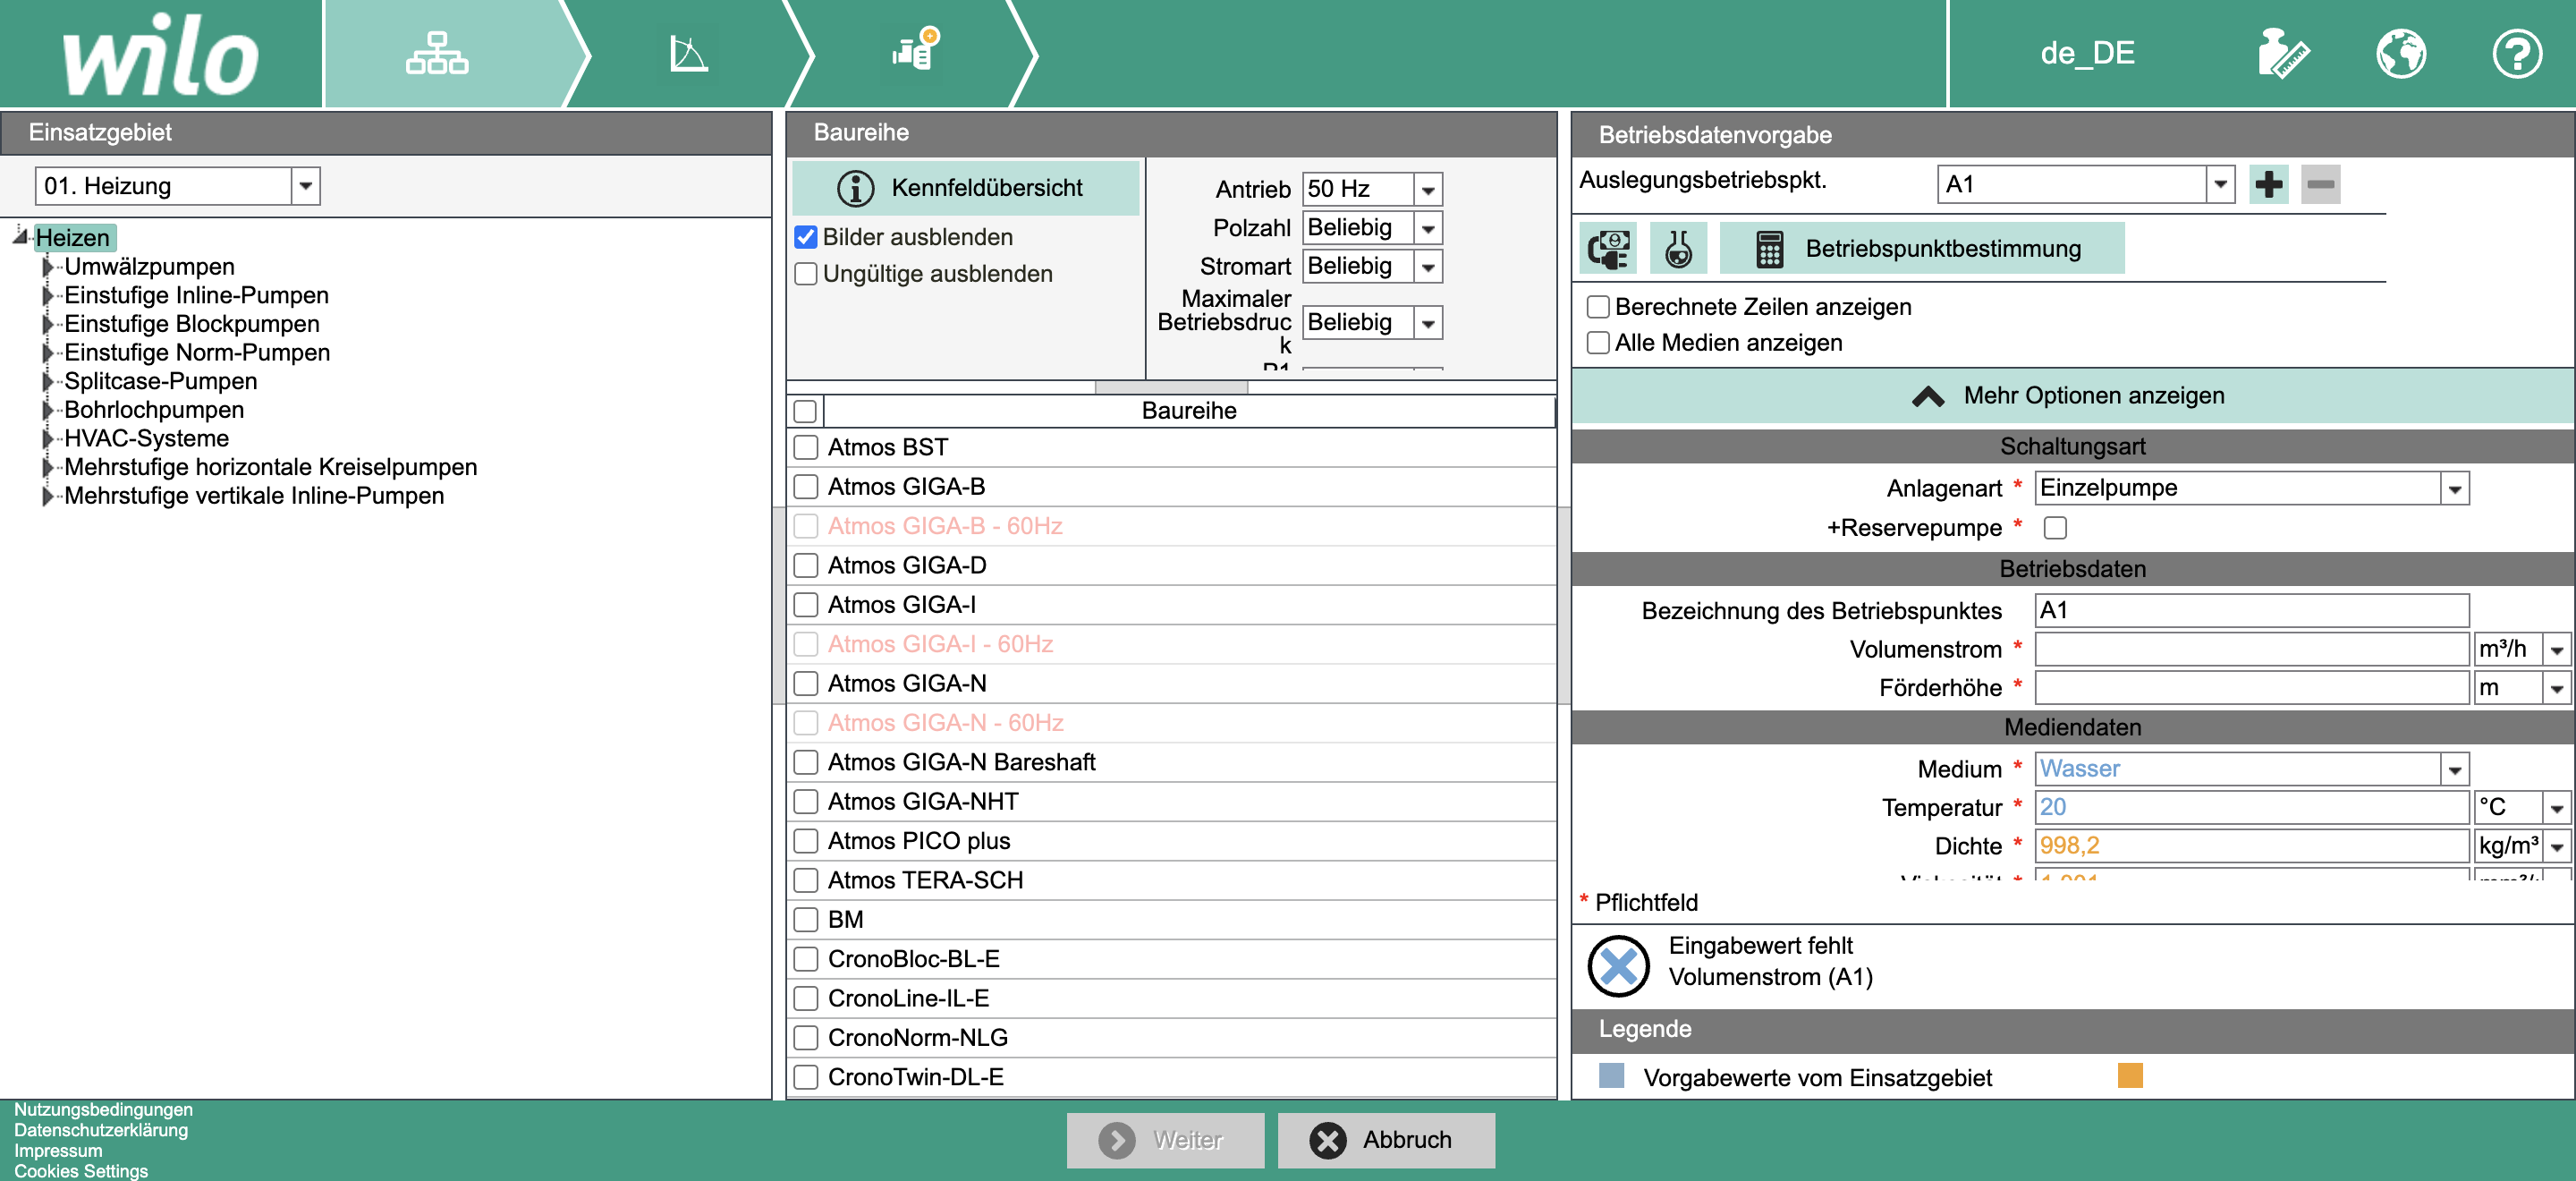 wilo
de_DE
Einsatzgebiet
01. Heizung
Heizen
Umwälzpumpen
Einstufige Inline-Pumpen
Einstufige Blockpumpen
Einstufige Norm-Pumpen
Splitcase-Pumpen
Bohrlochpumpen
HVAC-Systeme
Mehrstufige horizontale Kreiselpumpen
Mehrstufige vertikale Inline-Pumpen
Baureihe
Kennfeldübersicht
Bilder ausblenden
Ungültige ausblenden
Antrieb 50 Hz
Polzahl Beliebig
Stromart Beliebig
Maximaler
Betriebsdruc Beliebig
k
Baureihe
Atmos BST
Atmos GIGA-B
Atmos GIGA-B - 60Hz
Atmos GIGA-D
Atmos GIGA-I
Atmos GIGA-I - 60Hz
Atmos GIGA-N
Atmos GIGA-N - 60Hz
Atmos GIGA-N Bareshaft
Atmos GIGA-NHT
Atmos PICO plus
Atmos TERA-SCH
BM
CronoBloc-BL-E
CronoLine-IL-E
CronoNorm-NLG
CronoTwin-DL-E
Betriebsdatenvorgabe
Auslegungsbetriebspkt. A1
Betriebspunktbestimmung
Berechnete Zeilen anzeigen
Alle Medien anzeigen
Mehr Optionen anzeigen
Schaltungsart
Anlagenart * Einzelpumpe
+Reservepumpe *
Betriebsdaten
Bezeichnung des Betriebspunktes A1
Volumenstrom * m³/h
Förderhöhe * m
Mediendaten
Medium * Wasser
Temperatur * 20 °C
Dichte * 998,2 kg/m³
* Pflichtfeld
Eingabewert fehlt
Volumenstrom (A1)
Legende
Vorgabewerte vom Einsatzgebiet
Nutzungsbedingungen
Datenschutzerklärung
Impressum
Cookies Settings
Weiter
Abbruch